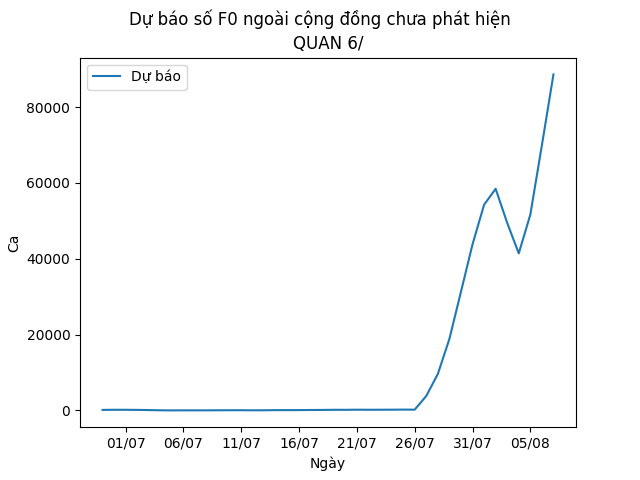 Dự báo số F0 ngoài cộng đồng chưa phát hiện
QUAN 6/
Dự báo
80000
60000
40000
20000
0
Ca
01/07 06/07 11/07 16/07 21/07 26/07 31/07 05/08
Ngày